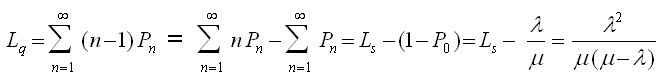 L_q = \sum_{n=1}^{\infty} (n-1) P_n = \sum_{n=1}^{\infty} n P_n - \sum_{n=1}^{\infty} P_n = L_s - (1 - P_0) = L_s - \frac{\lambda}{\mu} = \frac{\lambda^2}{\mu(\mu - \lambda)}